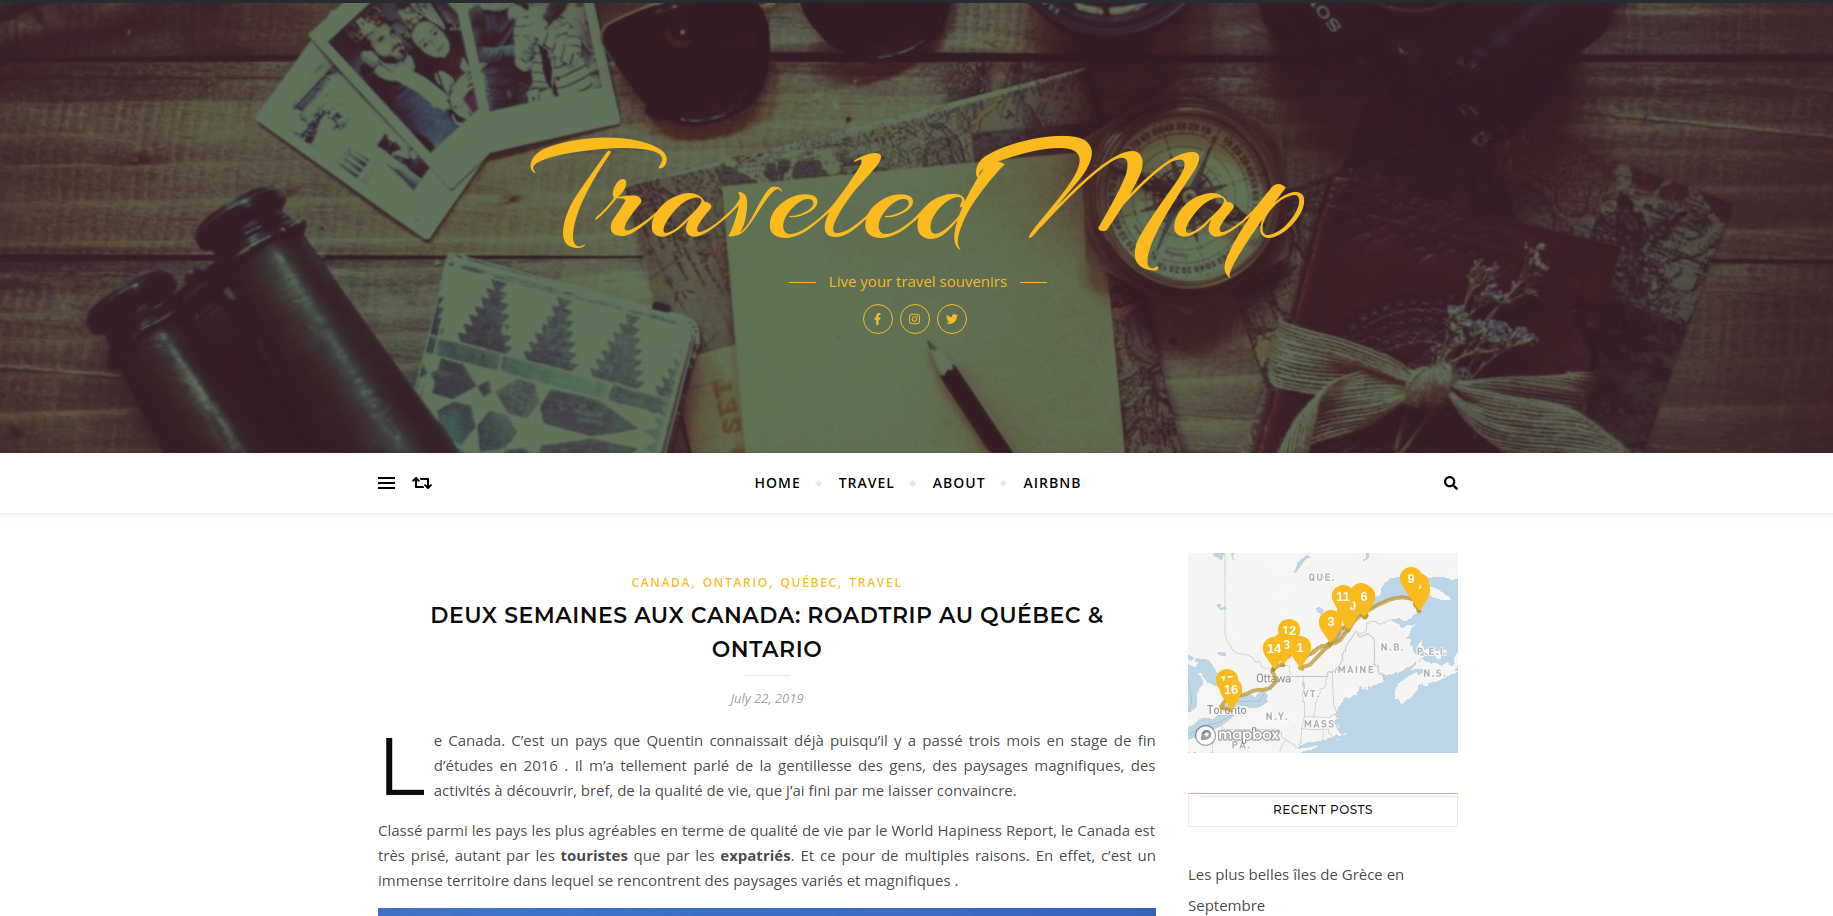 SONY
Traveled Map
Live your travel souvenirs
SET
HOME
TRAVEL
ABOUT
AIRBNB
CANADA, ONTARIO, QUÉBEC, TRAVEL
DEUX SEMAINES AUX CANADA: ROADTRIP AU QUÉBEC &
ONTARIO
July 22, 2019
Le Canada. C’est un pays que Quentin connaissait déjà puisqu’il y a passé trois mois en stage de fin
d’études en 2016 . Il m’a tellement parlé de la gentillesse des gens, des paysages magnifiques, des
activités à découvrir, bref, de la qualité de vie, que j’ai fini par me laisser convaincre.
Classé parmi les pays les plus agréables en terme de qualité de vie par le World Hapiness Report, le Canada est
très prisé, autant par les touristes que par les expatriés. Et ce pour de multiples raisons. En effet, c’est un
immense territoire dans lequel se rencontrent des paysages variés et magnifiques .
QUE.
9
11
6
3
12
14
1
N.B.
P.E.I.
MAINE
N.S.
Ottawa
15
16
VT.
Toronto
N.Y.
MASS.
mapbox
PA.
RECENT POSTS
Les plus belles îles de Grèce en
Septembre